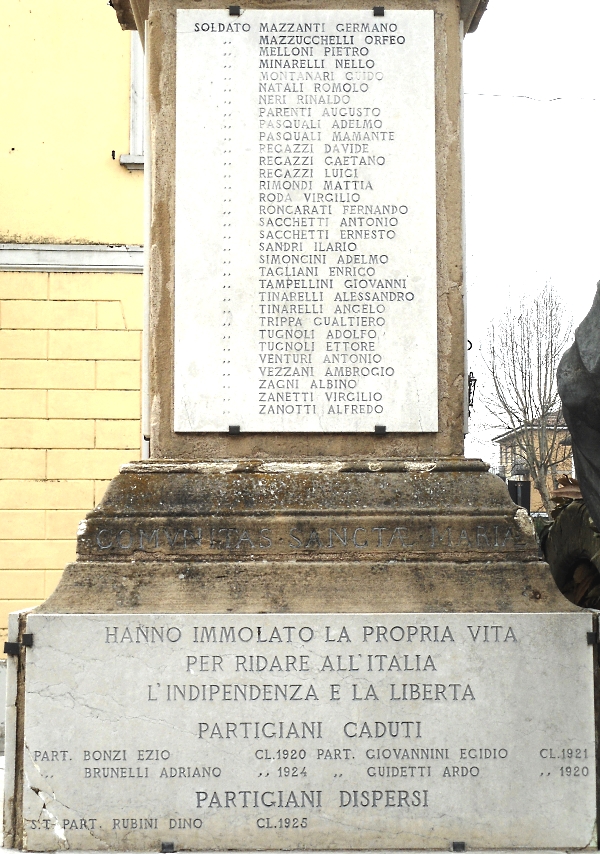 SOLDATO MAZZANTI GERMANO
,, MAZZUCCHELLI ORFEO
,, MELLONI PIETRO
,, MINARELLI NELLO
,, MONTANARI GUIDO
,, NATALI ROMOLO
,, NERI RINALDO
,, PARENTI AUGUSTO
,, PASQUALI ADELMO
,, PASQUALI MAMANTE
,, REGAZZI DAVIDE
,, REGAZZI GAETANO
,, REGAZZI LUIGI
,, RIMONDI MATTIA
,, RODA VIRGILIO
,, RONCARATI FERNANDO
,, SACCHETTI ANTONIO
,, SACCHETTI ERNESTO
,, SANDRI ILARIO
,, SIMONCINI ADELMO
,, TAGLIANI ENRICO
,, TAMPELLINI GIOVANNI
,, TINARELLI ALESSANDRO
,, TINARELLI ANGELO
,, TRIPPA GUALTIERO
,, TUGNOLI ADOLFO
,, TUGNOLI ETTORE
,, VENTURI ANTONIO
,, VEZZANI AMBROGIO
,, ZAGNI ALBINO
,, ZANETTI VIRGILIO
,, ZANOTTI ALFREDO
COMVNITAS SANCTÆ MARIÆ
HANNO IMMOLATO LA PROPRIA VITA
PER RIDARE ALL'ITALIA
L'INDIPENDENZA E LA LIBERTA
PARTIGIANI CADUTI
PART. BONZI EZIO CL.1920 PART. GIOVANNINI EGIDIO CL.1921
,, BRUNELLI ADRIANO ,, 1924 ,, GUIDETTI ARDO ,, 1920
PARTIGIANI DISPERSI
S.T. PART. RUBINI DINO CL.1925